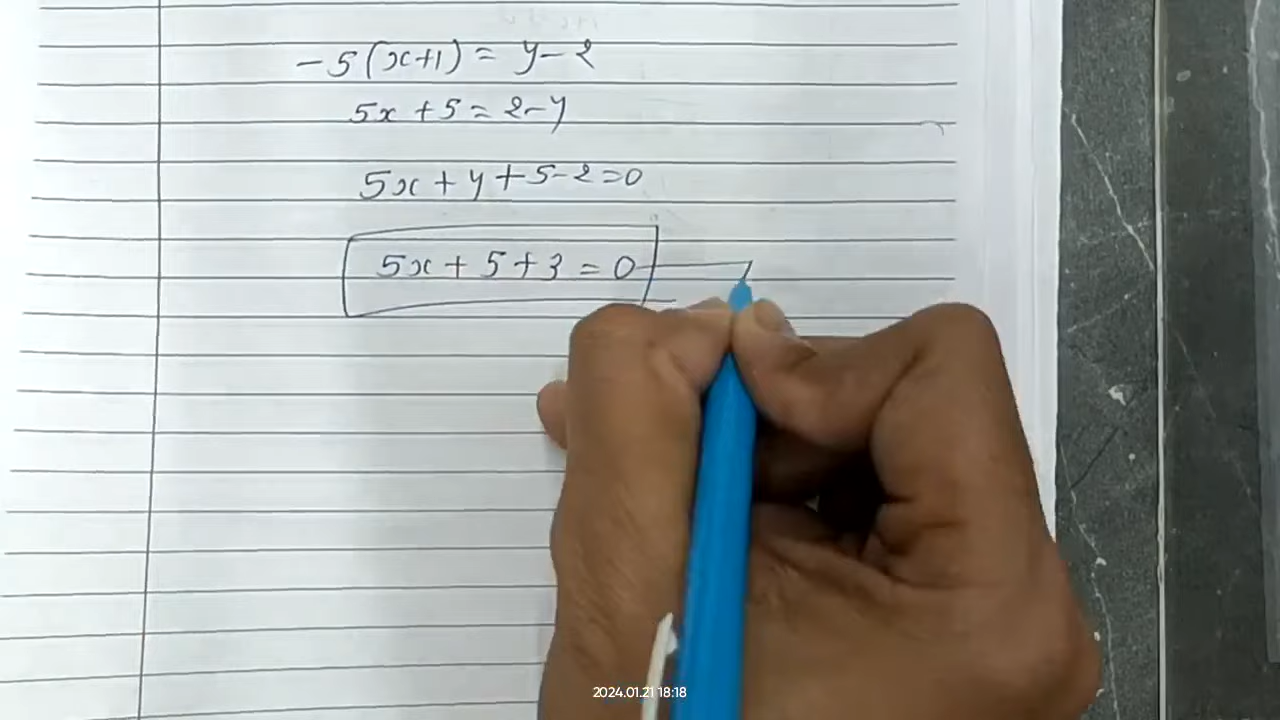 -5(x+1) = y-2
5x+5=2-y
5x+y+5-2=0
5x+5+3=0
2024.01.21 18:18